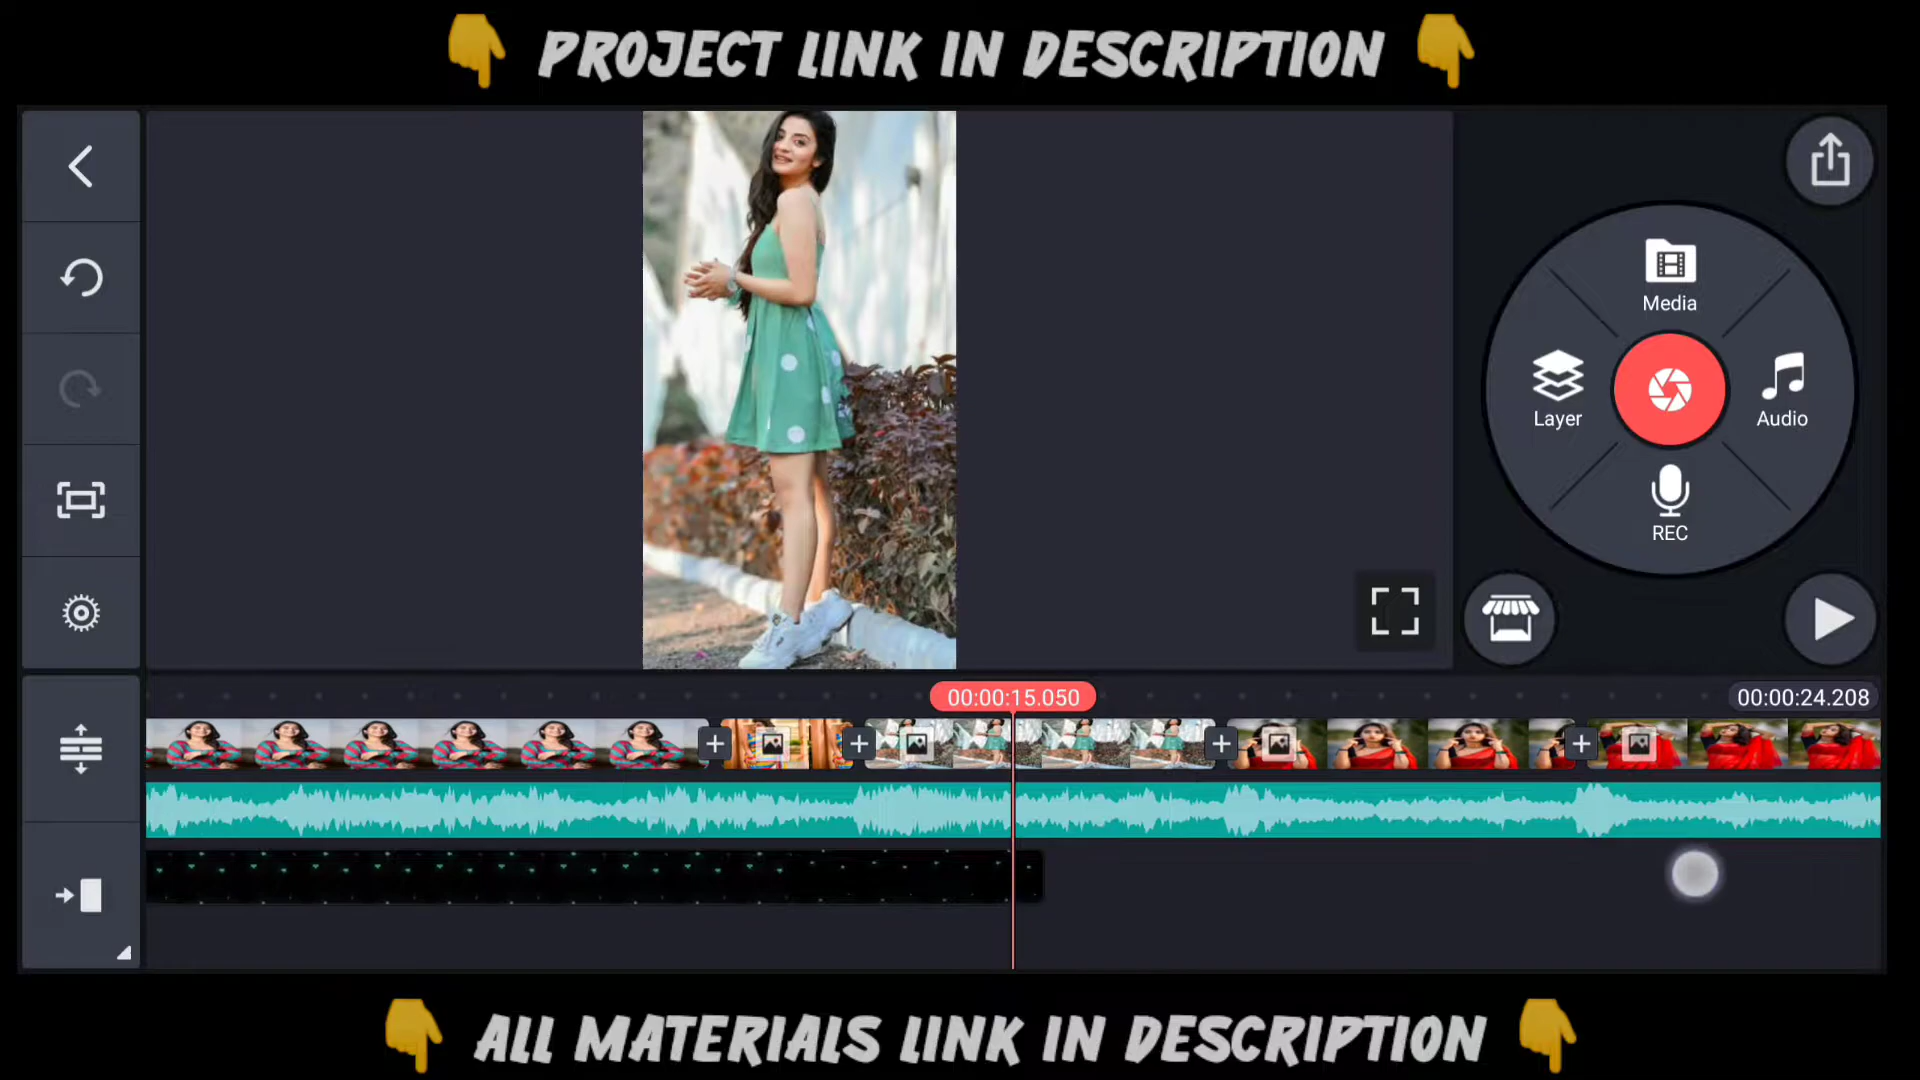 👇 PROJECT LINK IN DESCRIPTION 👇
Media
Layer
Audio
REC
00:00:15.050
00:00:24.208
👇 ALL MATERIALS LINK IN DESCRIPTION 👇